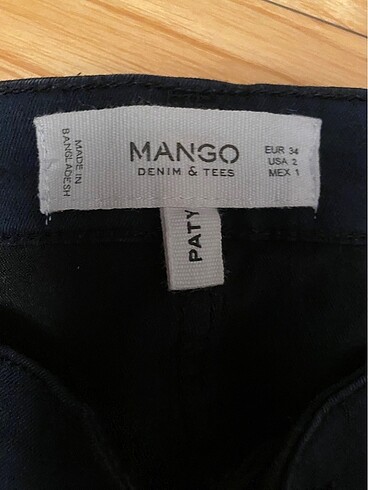 MADE IN
BANGLADESH
MANGO
DENIM & TEES
EUR 34
USA 2
MEX 1
PATY